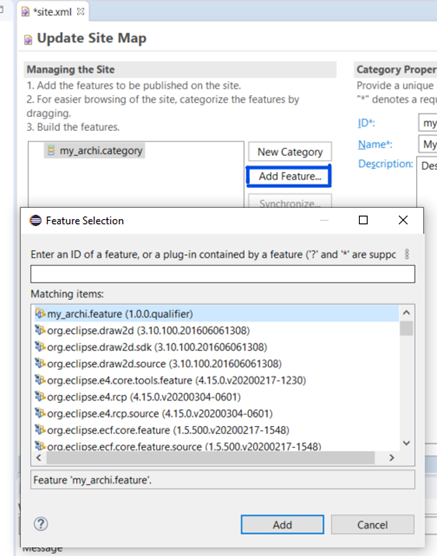 *site.xml
Update Site Map
Managing the Site
1. Add the features to be published on the site.
2. For easier browsing of the site, categorize the features by
dragging.
3. Build the features.
my_archi.category
New Category
Add Feature...
Synchronize...
Category Proper
Provide a unique
"*" denotes a requ
ID*:
my
Name*:
My
Description:
Des
Feature Selection
Enter an ID of a feature, or a plug-in contained by a feature ('?' and '*' are suppc
Matching items:
my_archi.feature (1.0.0.qualifier)
org.eclipse.draw2d (3.10.100.201606061308)
org.eclipse.draw2d.sdk (3.10.100.201606061308)
org.eclipse.draw2d.source (3.10.100.201606061308)
org.eclipse.e4.core.tools.feature (4.15.0.v20200217-1230)
org.eclipse.e4.rcp (4.15.0.v20200304-0601)
org.eclipse.e4.rcp.source (4.15.0.v20200304-0601)
org.eclipse.ecf.core.feature (1.5.500.v20200217-1548)
org.eclipse.ecf.core.feature.source (1.5.500.v20200217-1548)
Feature 'my_archi.feature'.
Add
Cancel
Message